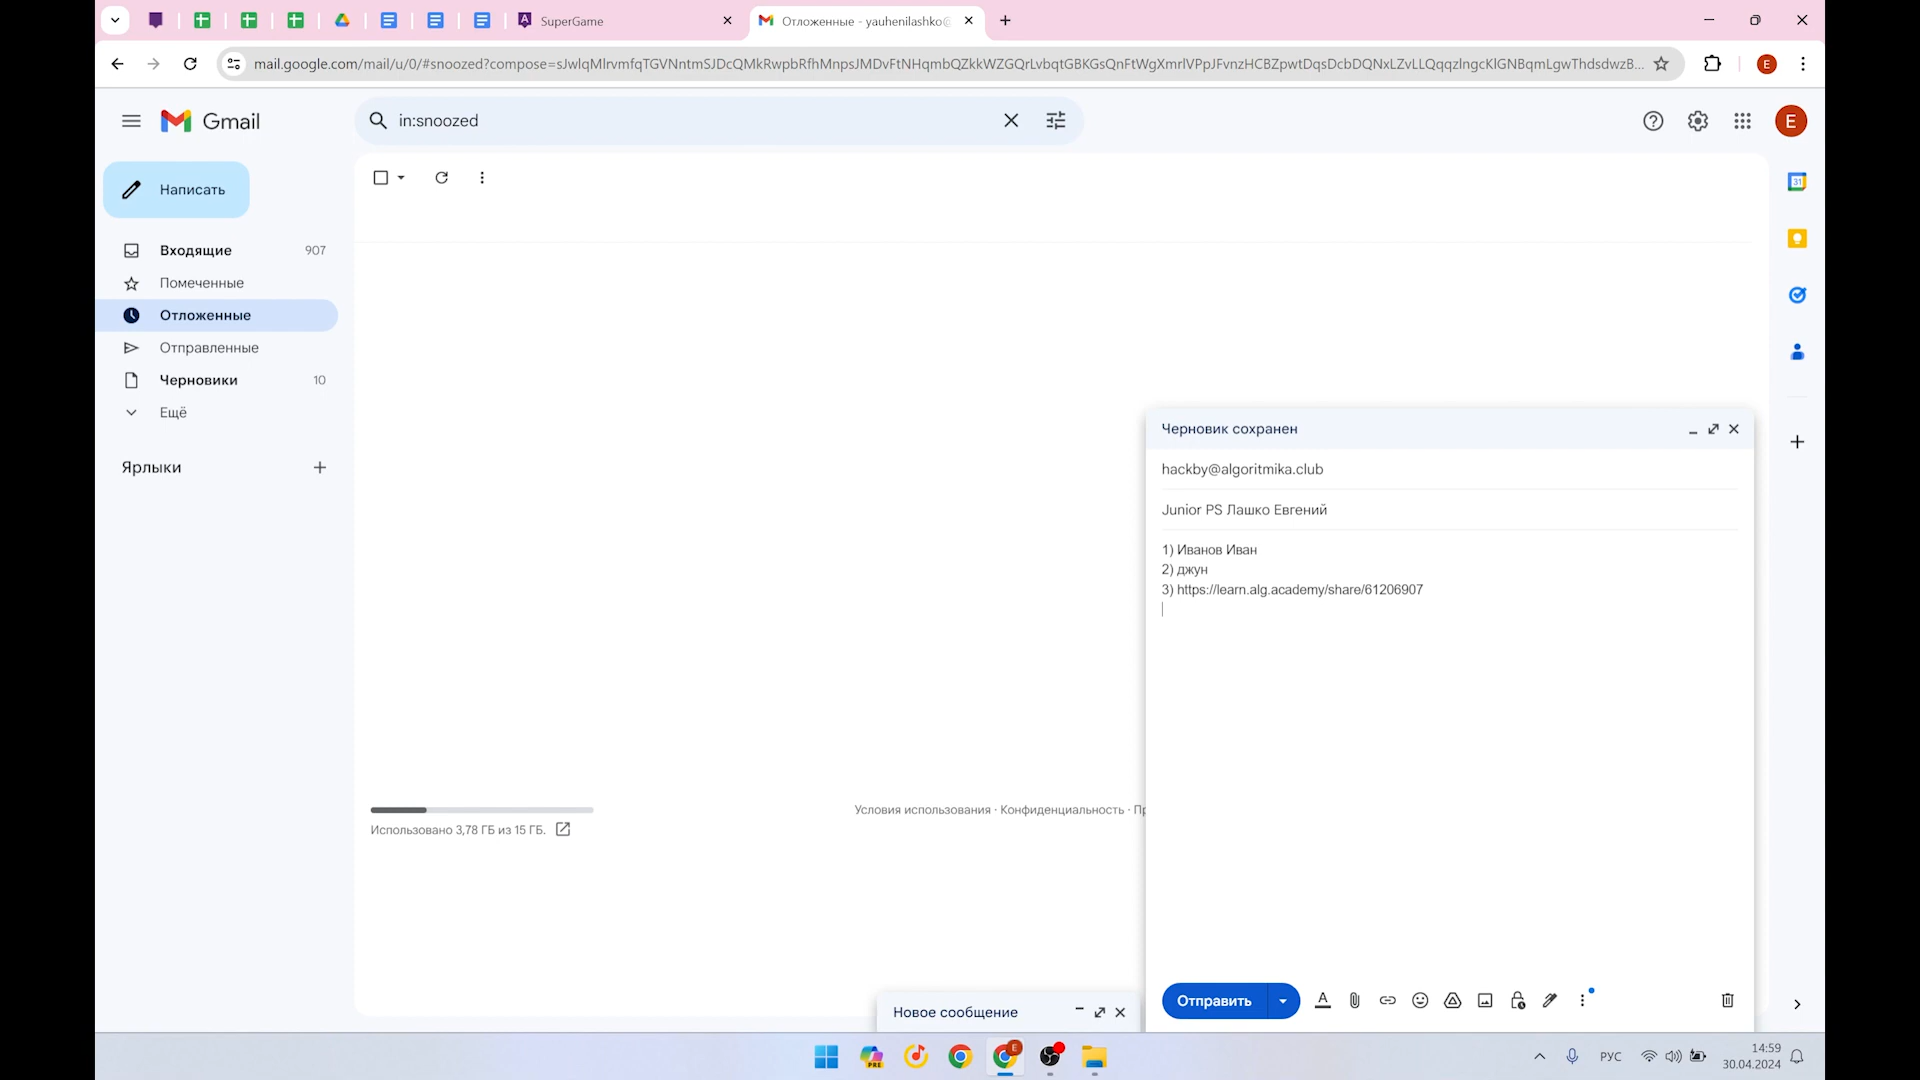 SuperGame
Отложенные - yauhenilashko@
mail.google.com/mail/u/0/#snoozed?compose=
E
Gmail
in:snoozed
E
Написать
Входящие 907
Помеченные
Отложенные
Отправленные
Черновики 10
Ещё
Ярлыки
31
Черновик сохранен
hackby@algoritmika.club
Junior PS Лашко Евгений
1) Иванов Иван
2) джун
3) https://learn.alg.academy/share/61206907
Использовано 3,78 ГБ из 15 ГБ.
Условия использования · Конфиденциальность ·
Отправить
Новое сообщение
PRE
E
РУС
14:59
30.04.2024